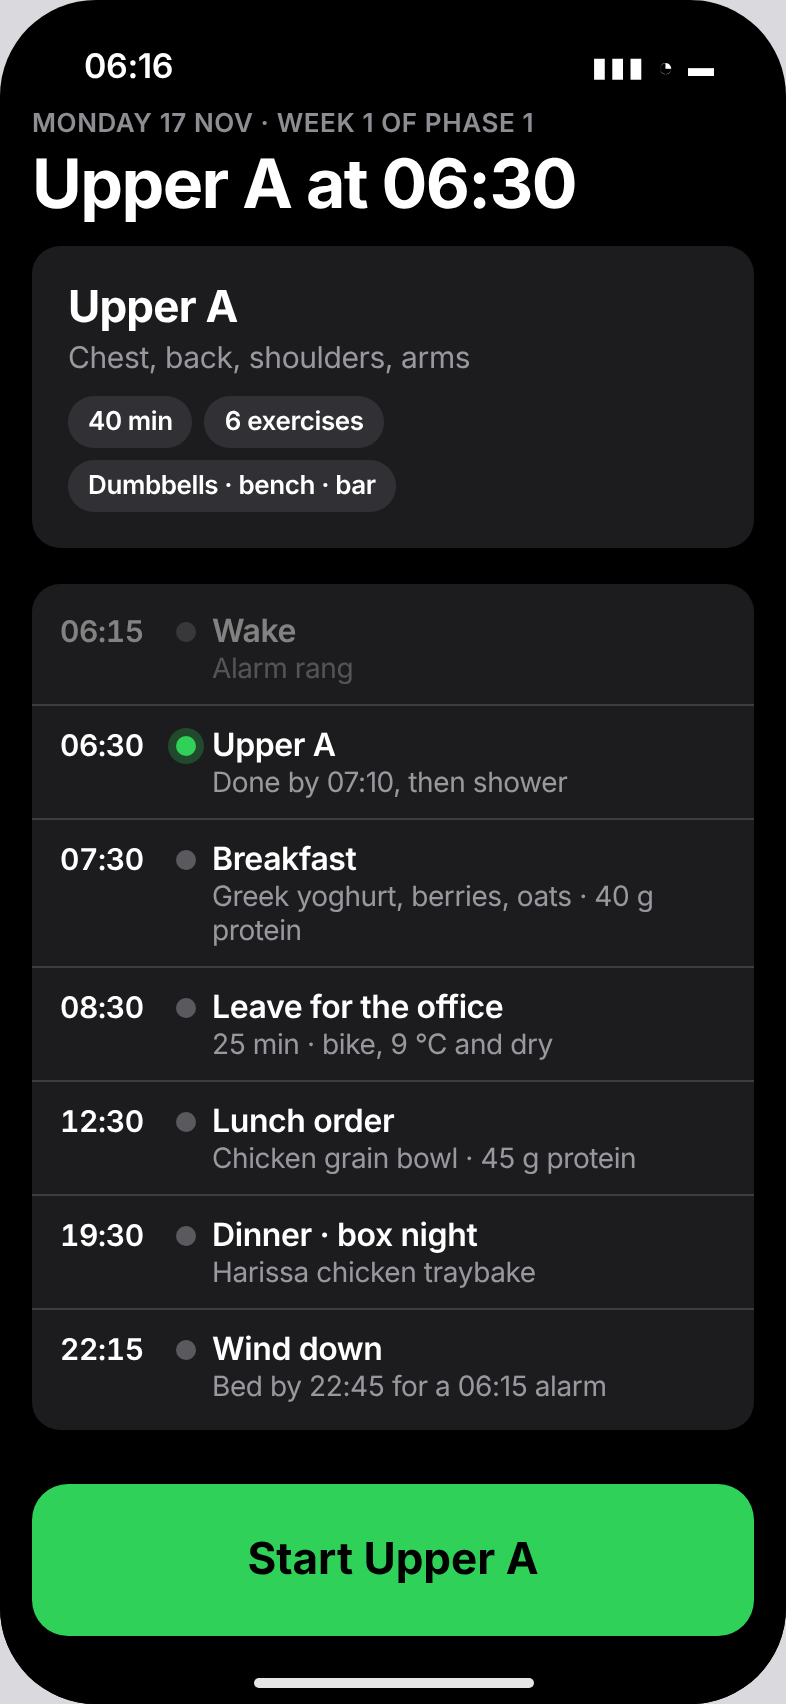 06:16
MONDAY 17 NOV · WEEK 1 OF PHASE 1
Upper A at 06:30
Upper A
Chest, back, shoulders, arms
40 min
6 exercises
Dumbbells · bench · bar
06:15
Wake
Alarm rang
06:30
Upper A
Done by 07:10, then shower
07:30
Breakfast
Greek yoghurt, berries, oats · 40 g
protein
08:30
Leave for the office
25 min · bike, 9 °C and dry
12:30
Lunch order
Chicken grain bowl · 45 g protein
19:30
Dinner · box night
Harissa chicken traybake
22:15
Wind down
Bed by 22:45 for a 06:15 alarm
Start Upper A